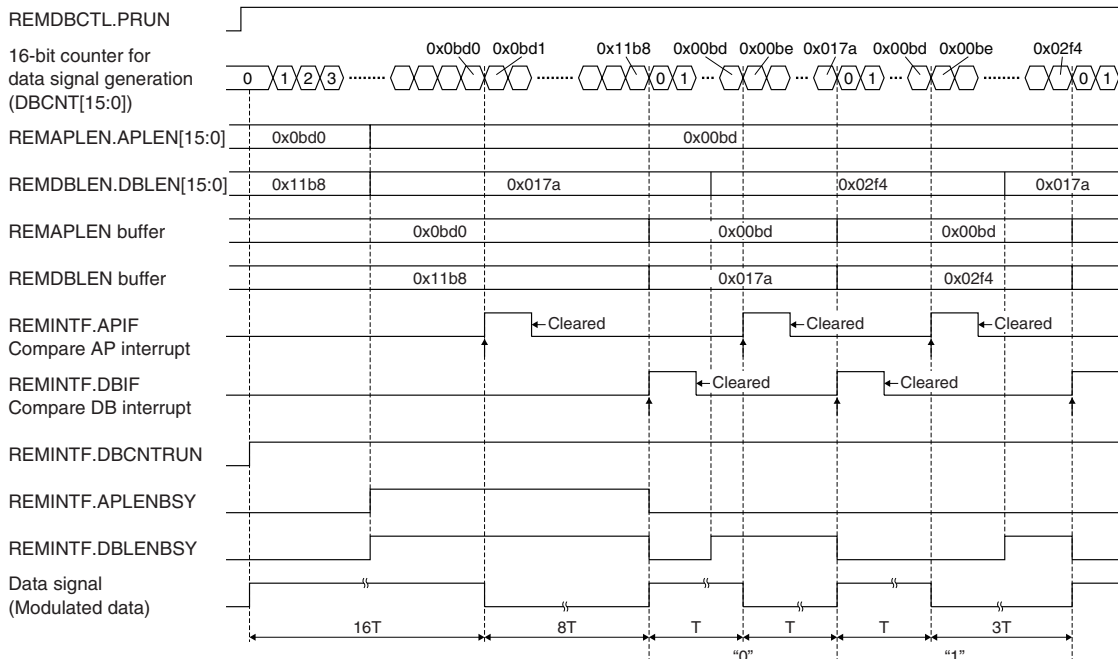 REMDBCTL.PRUN
16-bit counter for
data signal generation
(DBCNT[15:0])
0x0bd0 0x0bd1 0x11b8 0x00bd 0x00be 0x017a 0x00bd 0x00be 0x02f4
0 1 2 3 0 1 0 1 0 1
REMAPLEN.APLEN[15:0] 0x0bd0 0x00bd
REMDBLEN.DBLEN[15:0] 0x11b8 0x017a 0x02f4 0x017a
REMAPLEN buffer 0x0bd0 0x00bd 0x00bd
REMDBLEN buffer 0x11b8 0x017a 0x02f4
REMINTF.APIF
Compare AP interrupt
Cleared Cleared Cleared
REMINTF.DBIF
Compare DB interrupt
Cleared Cleared
REMINTF.DBCNTRUN
REMINTF.APLENBSY
REMINTF.DBLENBSY
Data signal
(Modulated data)
16T 8T T T T 3T
“0” “1”